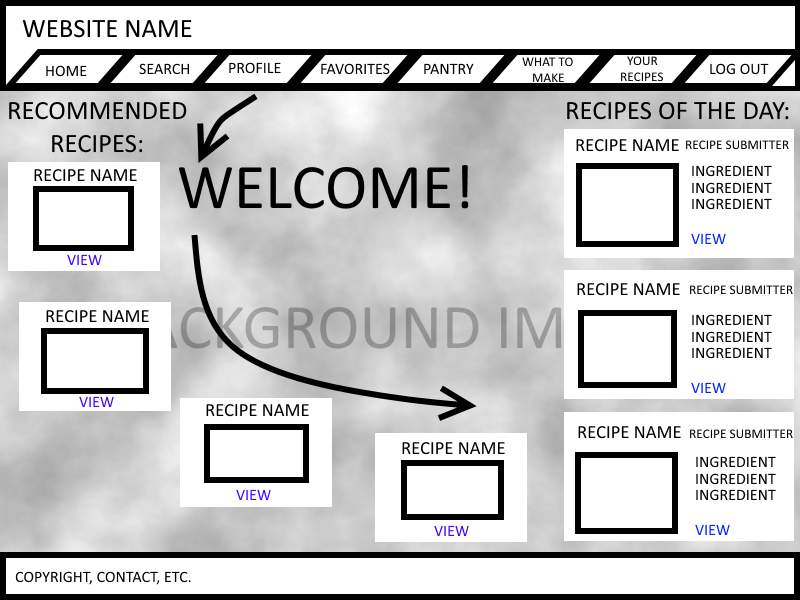 WEBSITE NAME
HOME
SEARCH
PROFILE
FAVORITES
PANTRY
WHAT TO
MAKE
YOUR
RECIPES
LOG OUT
RECOMMENDED
RECIPES:
RECIPE NAME
VIEW
RECIPE NAME
VIEW
RECIPE NAME
VIEW
RECIPE NAME
VIEW
WELCOME!
ACKGROUND IM
RECIPES OF THE DAY:
RECIPE NAME RECIPE SUBMITTER
INGREDIENT
INGREDIENT
INGREDIENT
VIEW
RECIPE NAME RECIPE SUBMITTER
INGREDIENT
INGREDIENT
INGREDIENT
VIEW
RECIPE NAME RECIPE SUBMITTER
INGREDIENT
INGREDIENT
INGREDIENT
VIEW
COPYRIGHT, CONTACT, ETC.